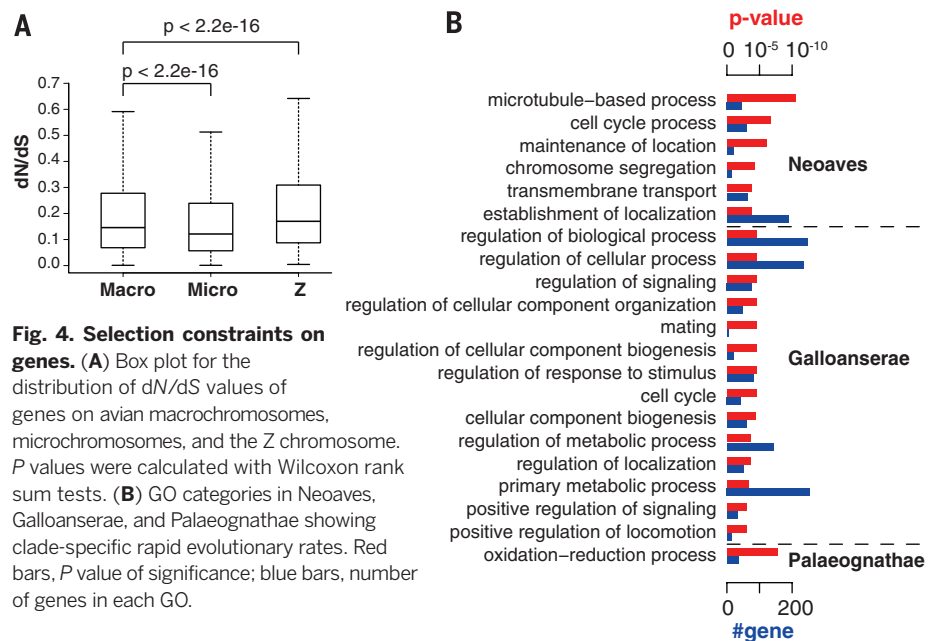 A
p < 2.2e-16
p < 2.2e-16
dN/dS
0.7
0.6
0.5
0.4
0.3
0.2
0.1
0.0
Macro
Micro
Z
Fig. 4. Selection constraints on
genes. (A) Box plot for the
distribution of dN/dS values of
genes on avian macrochromosomes,
microchromosomes, and the Z chromosome.
P values were calculated with Wilcoxon rank
sum tests. (B) GO categories in Neoaves,
Galloanserae, and Palaeognathae showing
clade-specific rapid evolutionary rates. Red
bars, P value of significance; blue bars, number
of genes in each GO.
B
p-value
0 10⁻⁵ 10⁻¹⁰
microtubule−based process
cell cycle process
maintenance of location
chromosome segregation
transmembrane transport
establishment of localization
Neoaves
regulation of biological process
regulation of cellular process
regulation of signaling
regulation of cellular component organization
mating
regulation of cellular component biogenesis
regulation of response to stimulus
cell cycle
cellular component biogenesis
regulation of metabolic process
regulation of localization
primary metabolic process
positive regulation of signaling
positive regulation of locomotion
Galloanserae
oxidation−reduction process
Palaeognathae
0 200
#gene